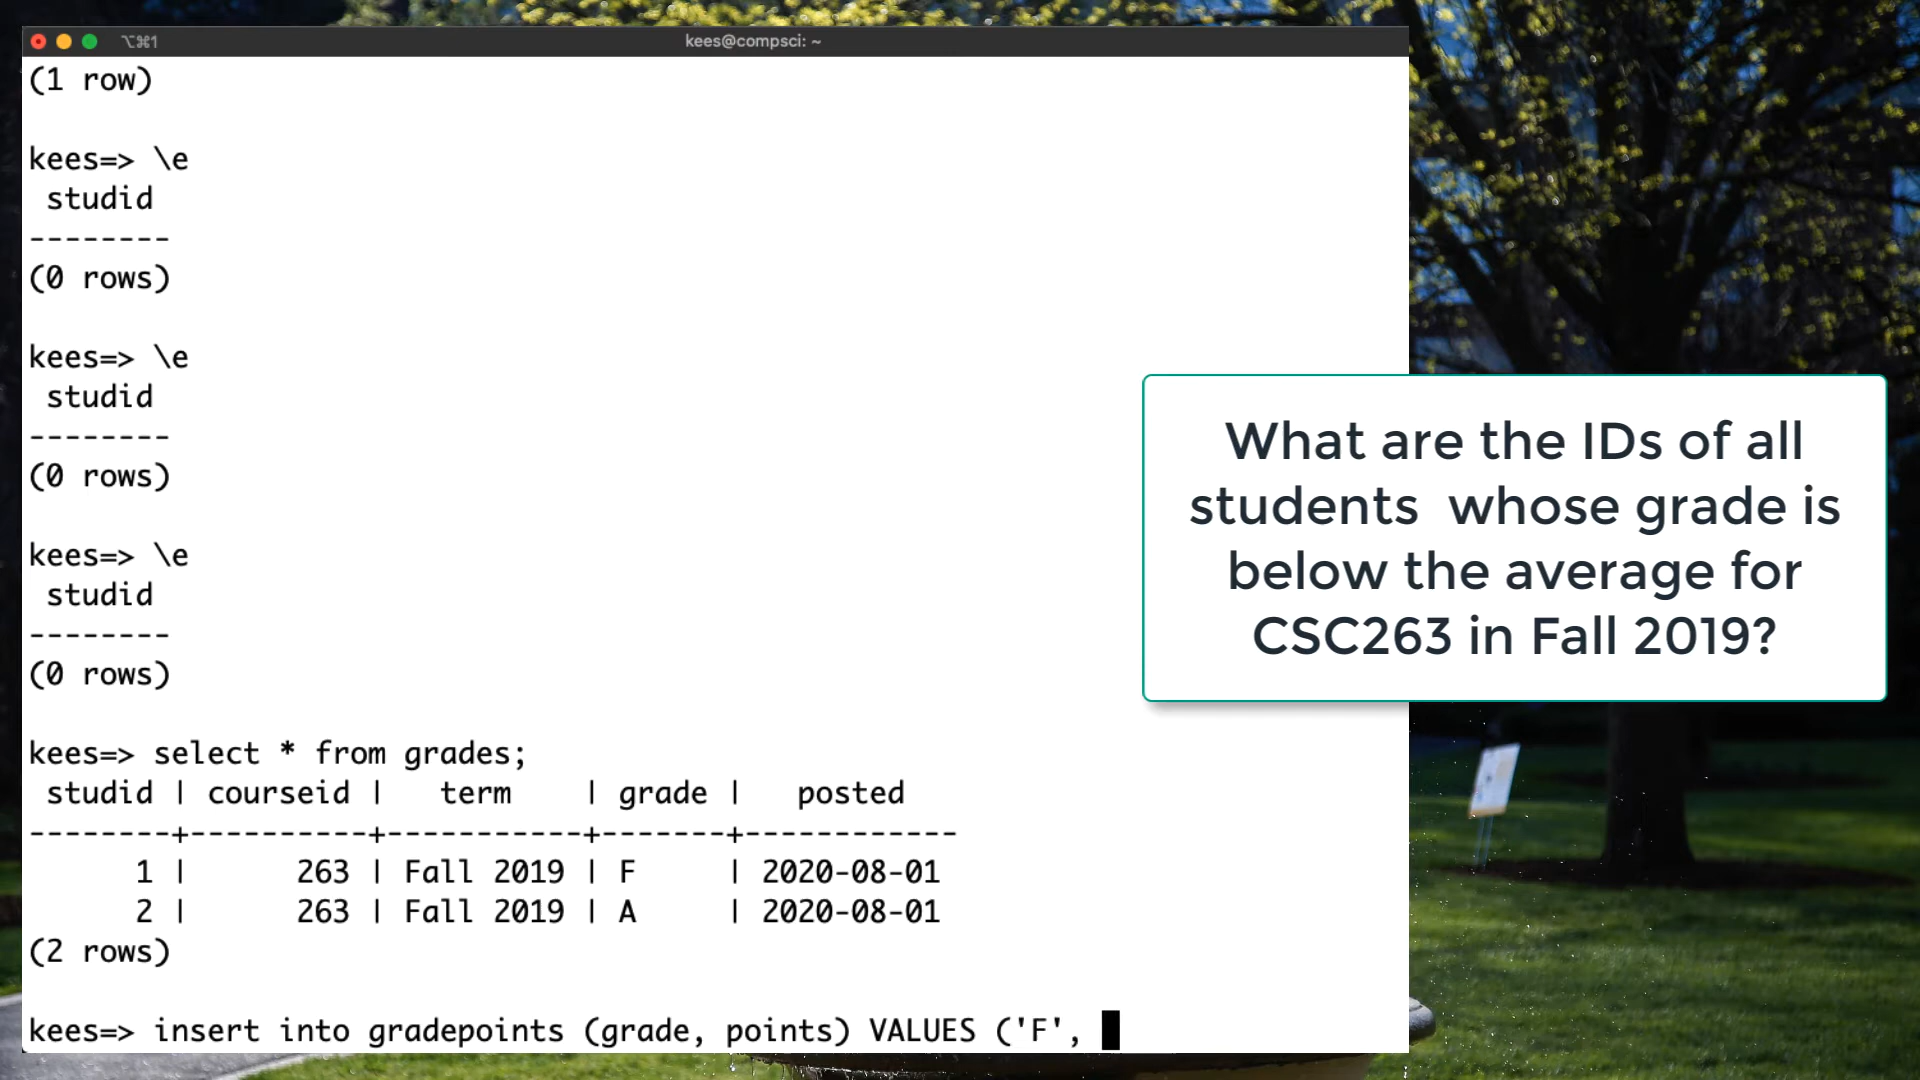 ⌥⌘1
kees@compsci: ~
(1 row)
kees=> \e
studid
--------
(0 rows)
kees=> \e
studid
--------
(0 rows)
kees=> \e
studid
--------
(0 rows)
kees=> select * from grades;
studid | courseid | term | grade | posted
--------+----------+-----------+-------+------------
1 | 263 | Fall 2019 | F | 2020-08-01
2 | 263 | Fall 2019 | A | 2020-08-01
(2 rows)
kees=> insert into gradepoints (grade, points) VALUES ('F',
What are the IDs of all
students whose grade is
below the average for
CSC263 in Fall 2019?